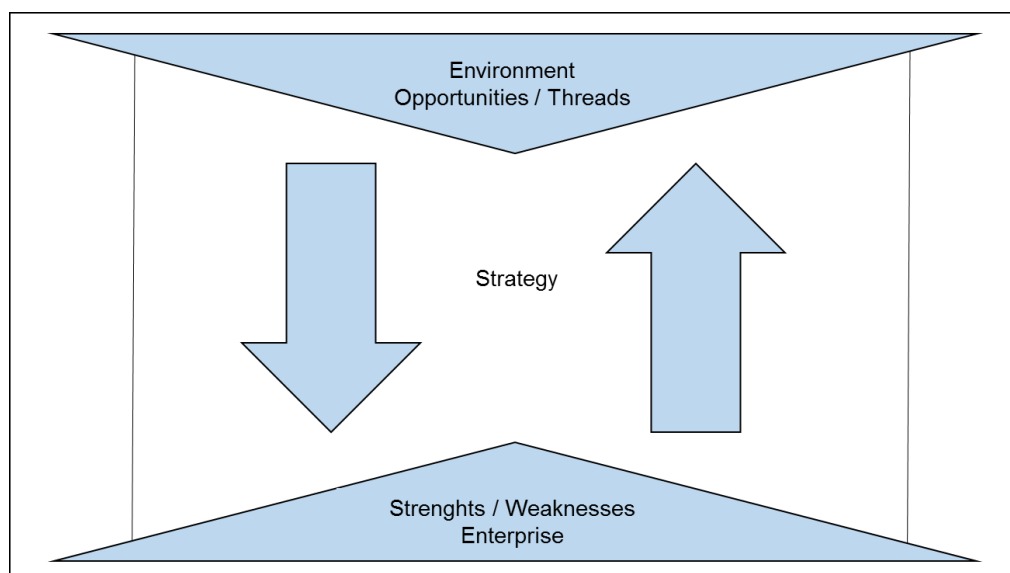 Environment
Opportunities / Threads
Strategy
Strenghts / Weaknesses
Enterprise